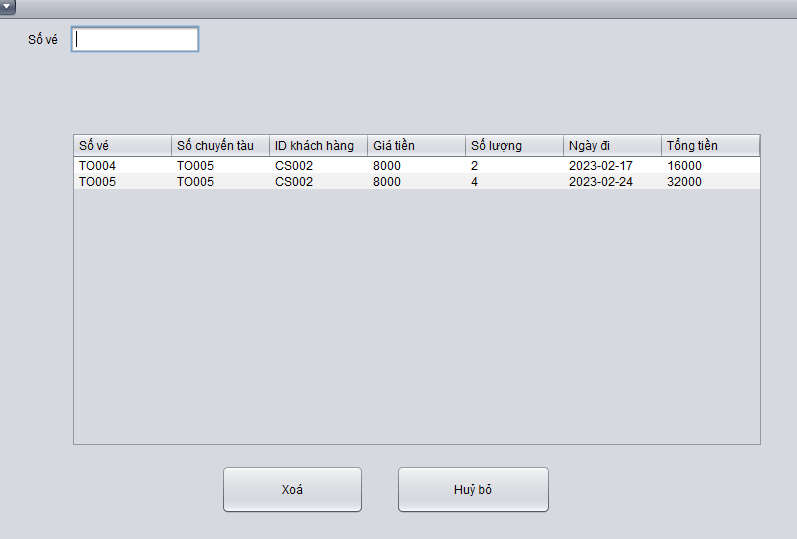 Số vé
Số vé Số chuyến tàu ID khách hàng Giá tiền Số lượng Ngày đi Tổng tiền
TO004 TO005 CS002 8000 2 2023-02-17 16000
TO005 TO005 CS002 8000 4 2023-02-24 32000
Xoá Huỷ bỏ